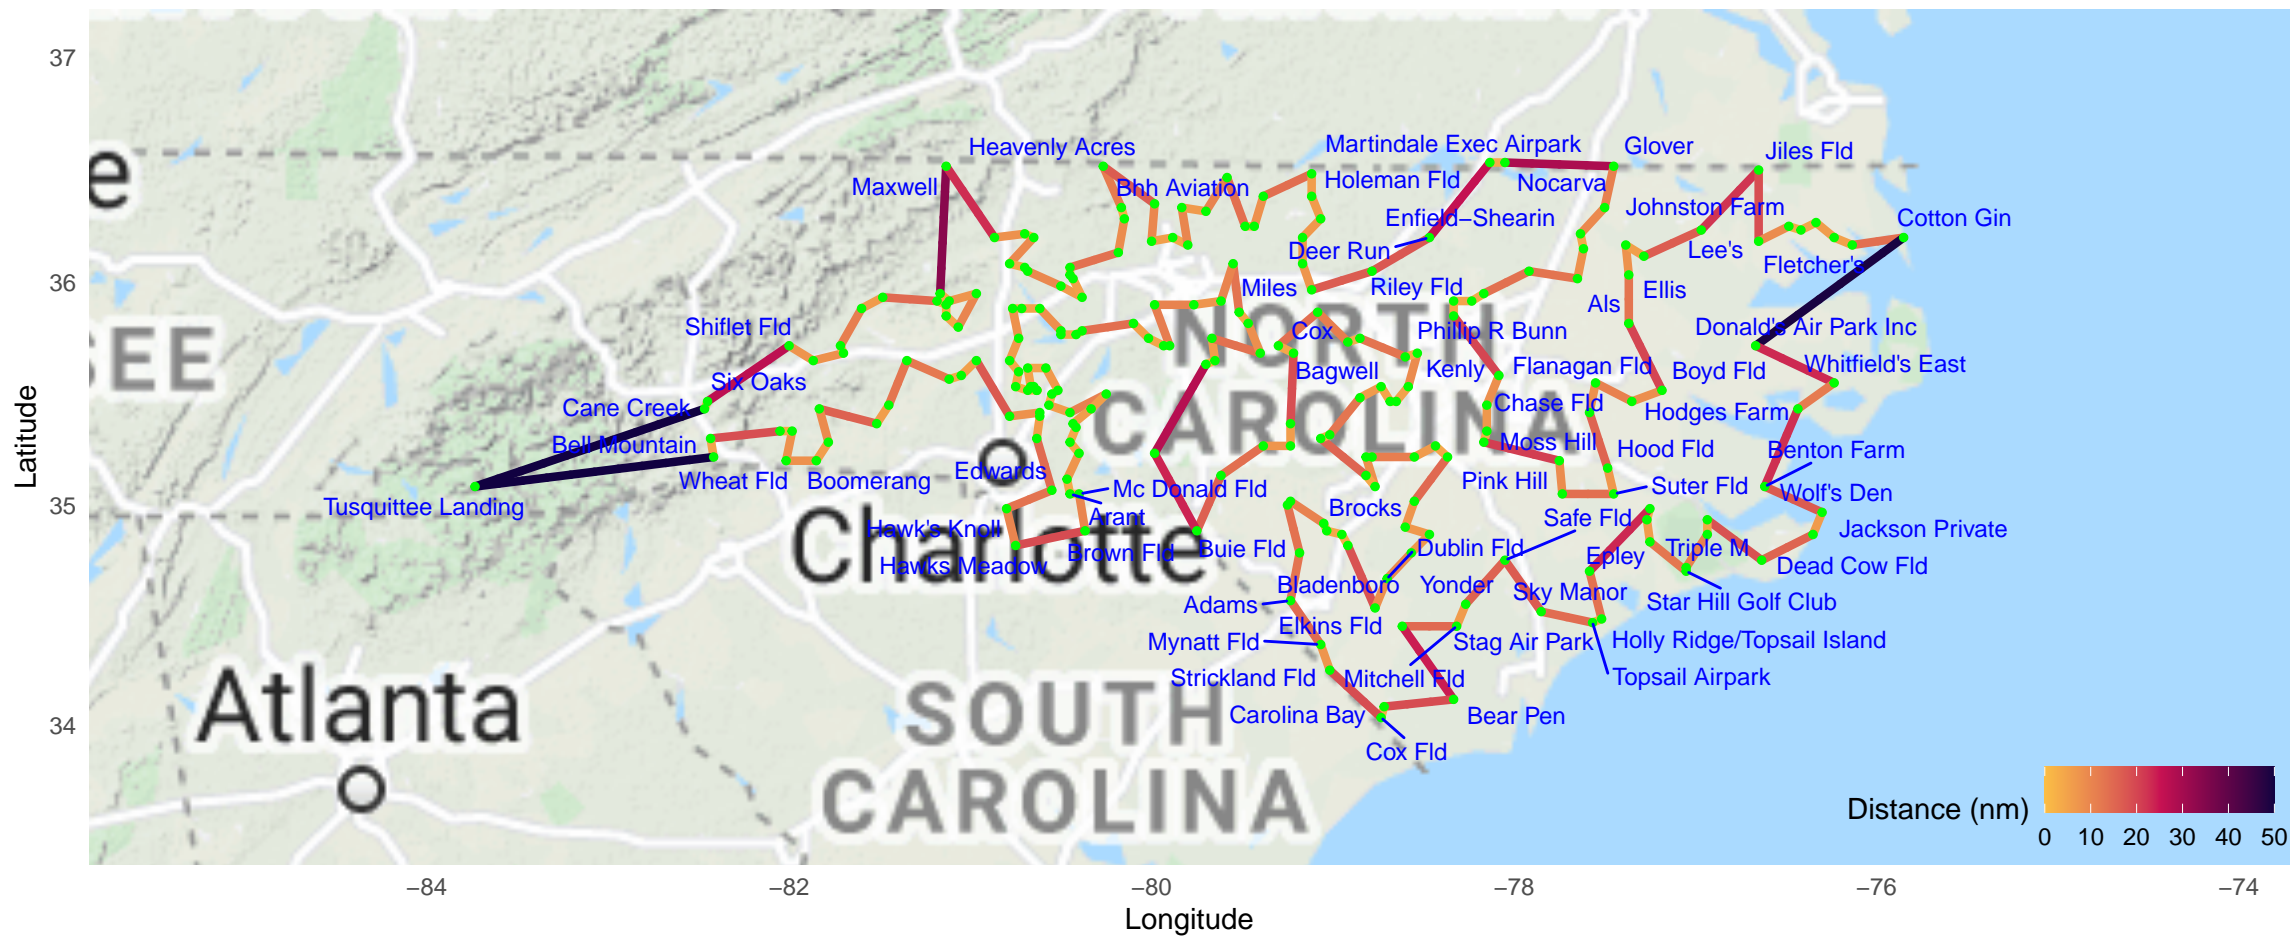 37
Heavenly Acres
Martindale Exec Airpark
Glover
Jiles Fld
e
Maxwell
Bhh Aviation
Holeman Fld
Nocarva
Enfield−Shearin
Johnston Farm
Cotton Gin
Deer Run
Lee's
Fletcher's
36
Miles
Riley Fld
Als
Ellis
NORTH
CAROLINA
Shiflet Fld
Cox
Phillip R Bunn
Donald's Air Park Inc
SEE
Six Oaks
Bagwell
Kenly
Flanagan Fld
Boyd Fld
Whitfield's East
Cane Creek
Chase Fld
Hodges Farm
Latitude
Bell Mountain
Moss Hill
Hood Fld
Benton Farm
Wheat Fld
Boomerang
Edwards
Mc Donald Fld
Pink Hill
Suter Fld
Wolf's Den
35
Tusquittee Landing
Hawk's Knoll
Arant
Brocks
Safe Fld
Jackson Private
Charlotte
Hawks Meadow
Brown Fld
Buie Fld
Dublin Fld
Epley
Triple M
Dead Cow Fld
Bladenboro
Yonder
Sky Manor
Star Hill Golf Club
Adams
Elkins Fld
Mynatt Fld
Stag Air Park
Holly Ridge/Topsail Island
Strickland Fld
Mitchell Fld
Topsail Airpark
Atlanta
SOUTH
CAROLINA
34
Carolina Bay
Bear Pen
Cox Fld
Distance (nm)
0 10 20 30 40 50
−84 −82 −80 −78 −76 −74
Longitude